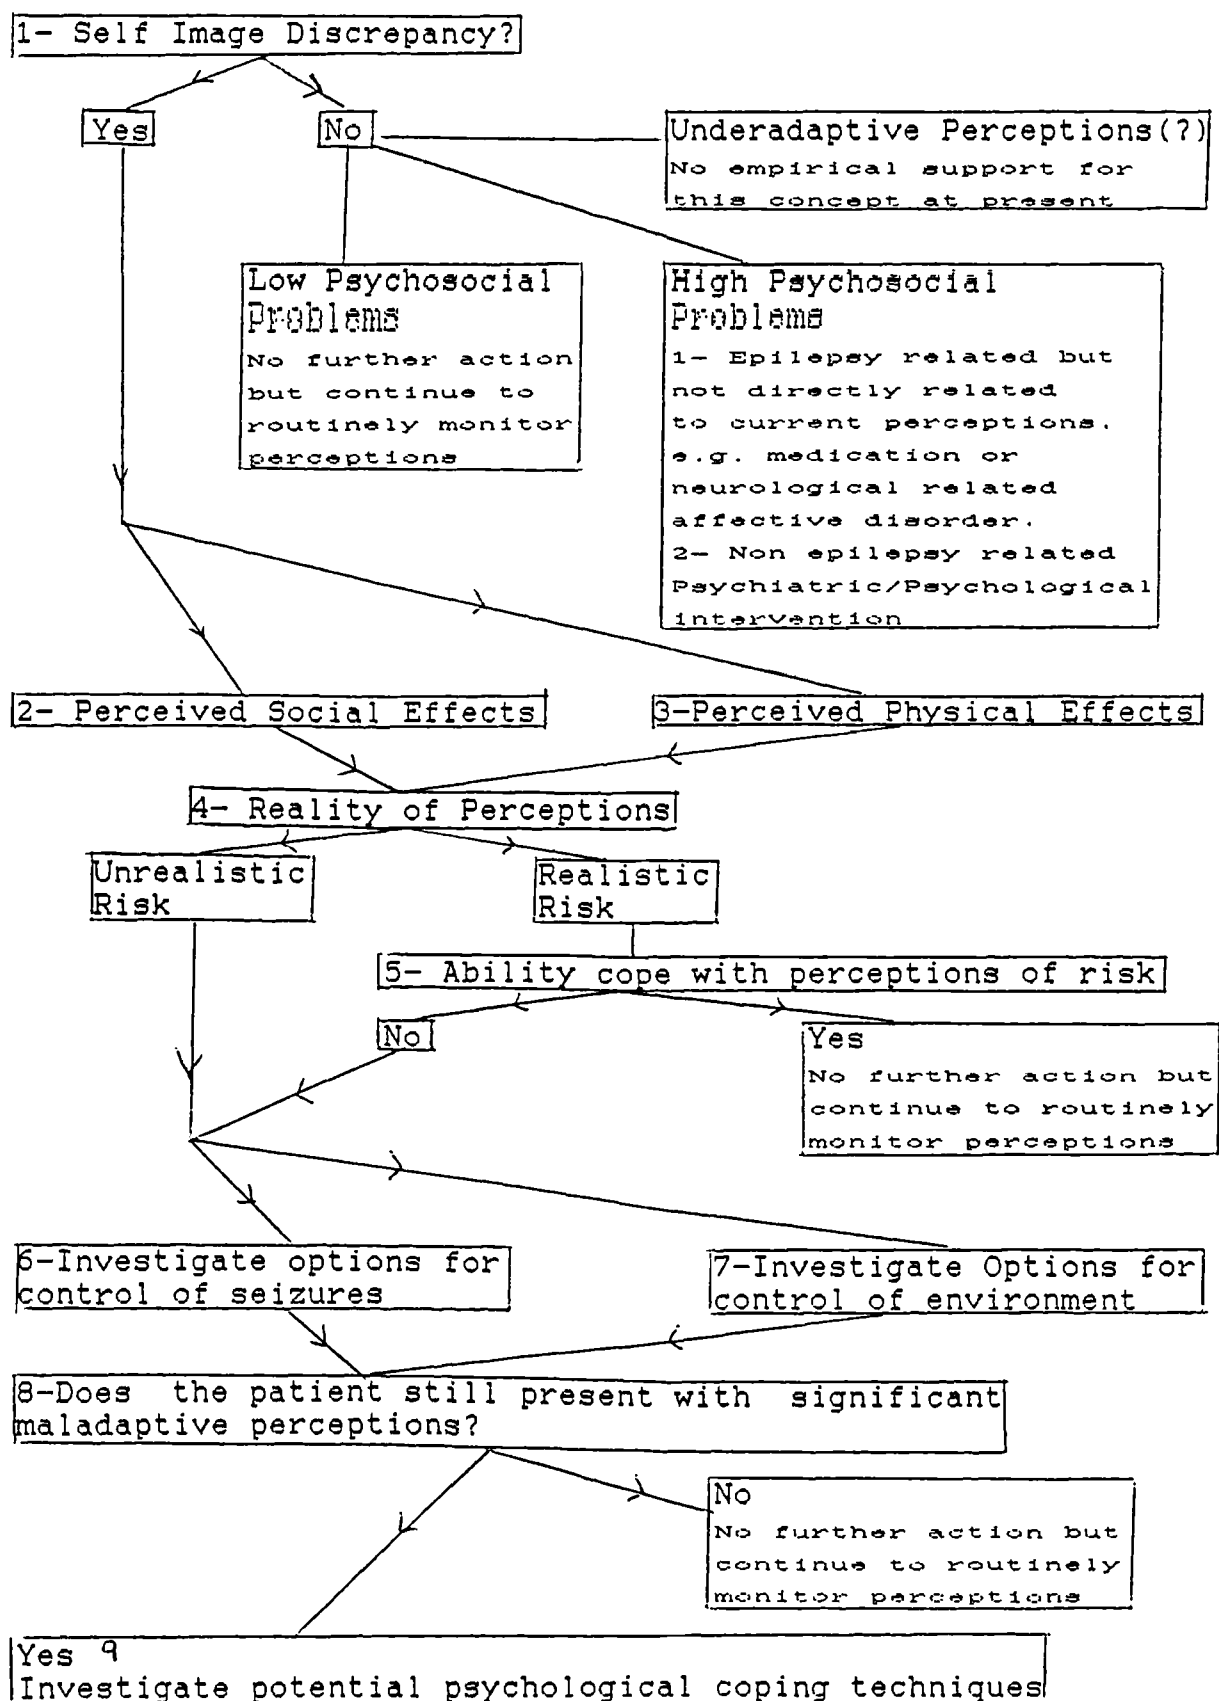 1- Self Image Discrepancy?
Yes
No
Underadaptive Perceptions(?)
No empirical support for
this concept at present
Low Psychosocial
Problems
No further action
but continue to
routinely monitor
perceptions
High Psychosocial
Problems
1- Epilepsy related but
not directly related
to current perceptions.
e.g. medication or
neurological related
affective disorder.
2- Non epilepsy related
Psychiatric/Psychological
intervention
2- Perceived Social Effects
3-Perceived Physical Effects
4- Reality of Perceptions
Unrealistic
Risk
Realistic
Risk
5- Ability cope with perceptions of risk
No
Yes
No further action but
continue to routinely
monitor perceptions
6-Investigate options for
control of seizures
7-Investigate Options for
control of environment
8-Does the patient still present with significant
maladaptive perceptions?
No
No further action but
continue to routinely
monitor perceptions
Yes 9
Investigate potential psychological coping techniques